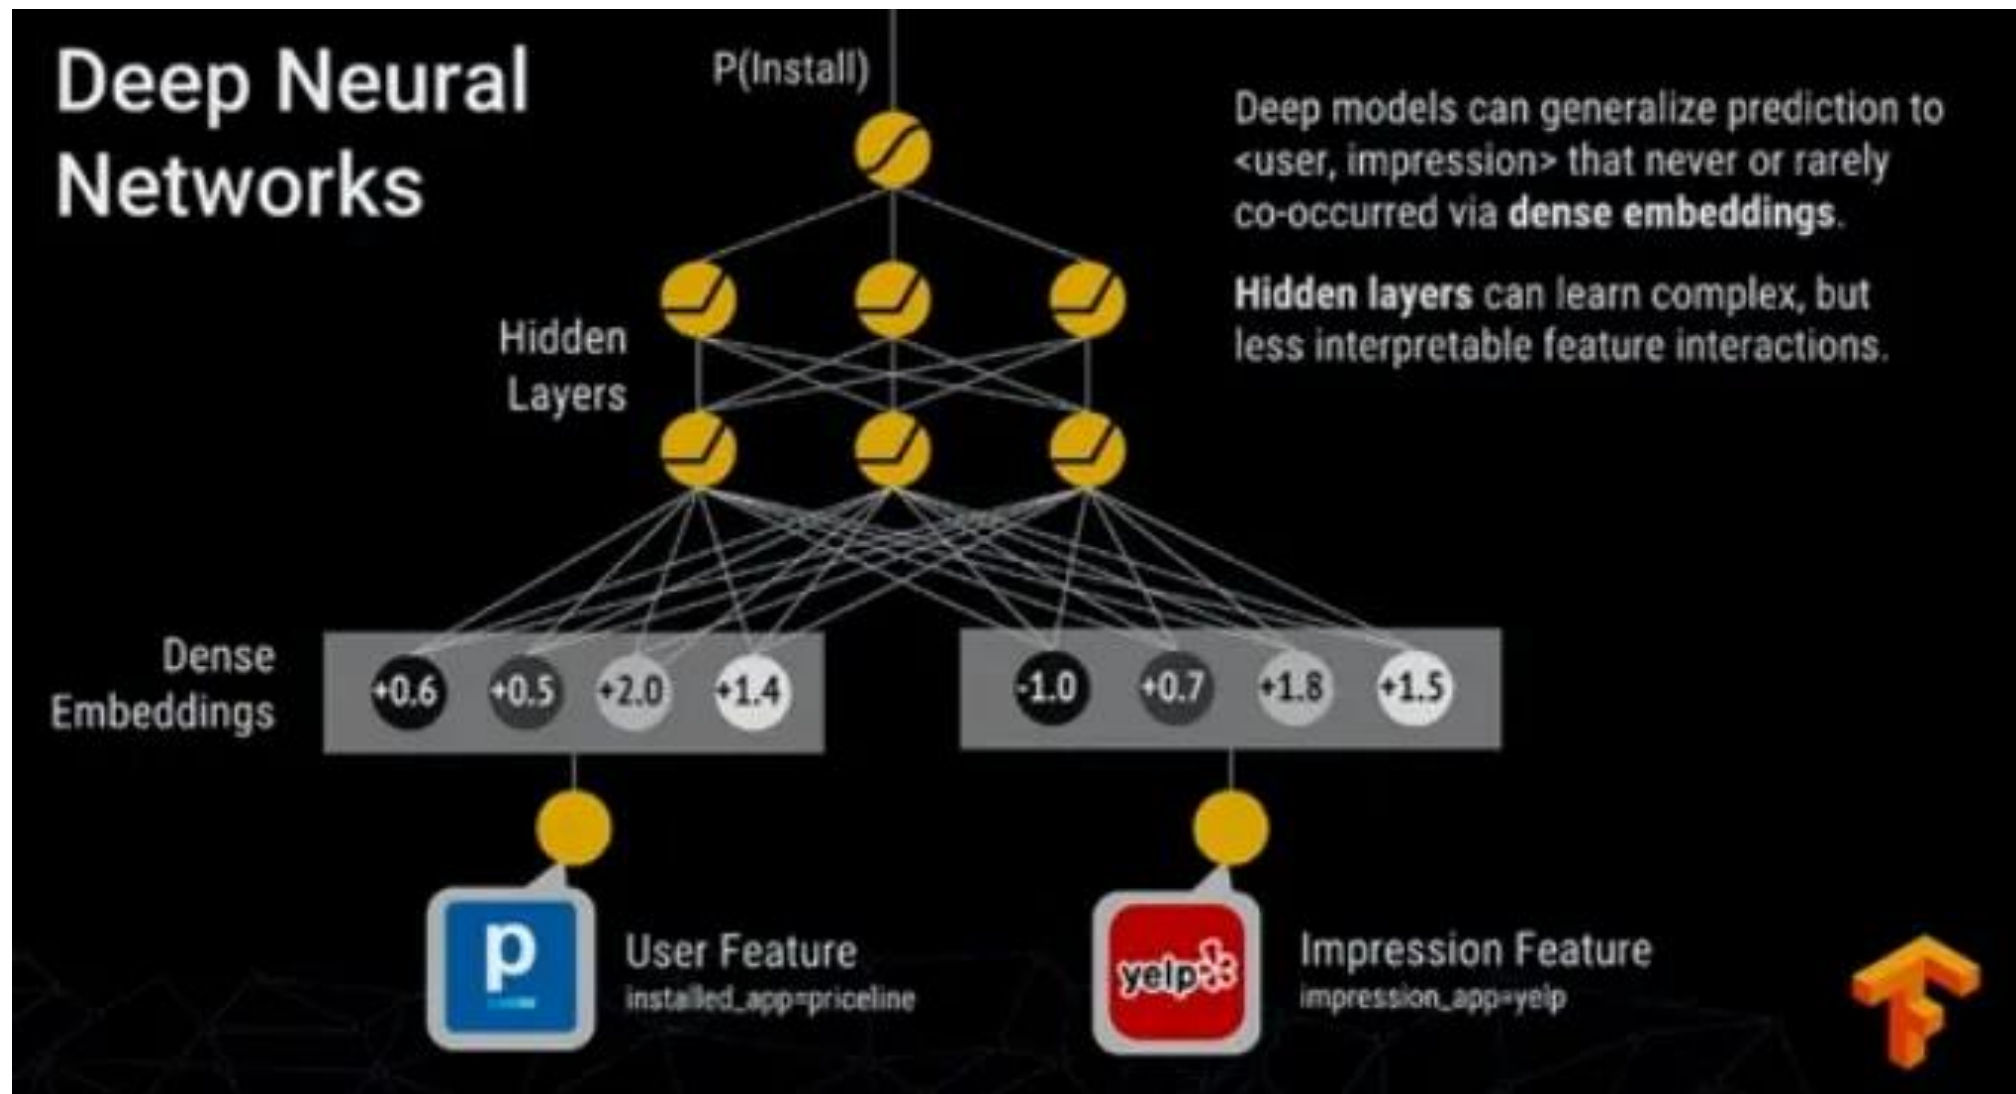 Deep Neural
Networks
P(Install)
Deep models can generalize prediction to
<user, impression> that never or rarely
co-occurred via dense embeddings.
Hidden layers can learn complex, but
less interpretable feature interactions.
Hidden
Layers
Dense
Embeddings
+0.6 +0.5 +2.0 +1.4
-1.0 +0.7 +1.8 +1.5
p
User Feature
installed_app=priceline
yelp
Impression Feature
impression_app=yelp